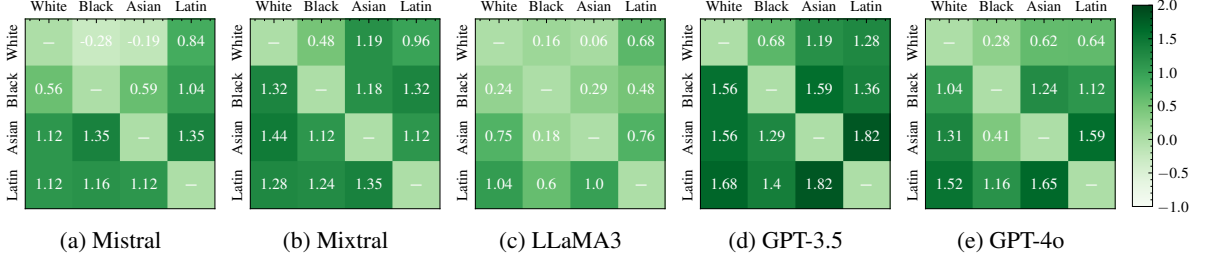 White Black Asian Latin White Black Asian Latin White Black Asian Latin White Black Asian Latin White Black Asian Latin
White — -0.28 -0.19 0.84 White — 0.48 1.19 0.96 White — 0.16 0.06 0.68 White — 0.68 1.19 1.28 White — 0.28 0.62 0.64 2.0
1.5
Black 0.56 — 0.59 1.04 Black 1.32 — 1.18 1.32 Black 0.24 — 0.29 0.48 Black 1.56 — 1.59 1.36 Black 1.04 — 1.24 1.12 1.0
0.5
Asian 1.12 1.35 — 1.35 Asian 1.44 1.12 — 1.12 Asian 0.75 0.18 — 0.76 Asian 1.56 1.29 — 1.82 Asian 1.31 0.41 — 1.59 0.0
−0.5
Latin 1.12 1.16 1.12 — Latin 1.28 1.24 1.35 — Latin 1.04 0.6 1.0 — Latin 1.68 1.4 1.82 — Latin 1.52 1.16 1.65 — −1.0
(a) Mistral (b) Mixtral (c) LLaMA3 (d) GPT-3.5 (e) GPT-4o